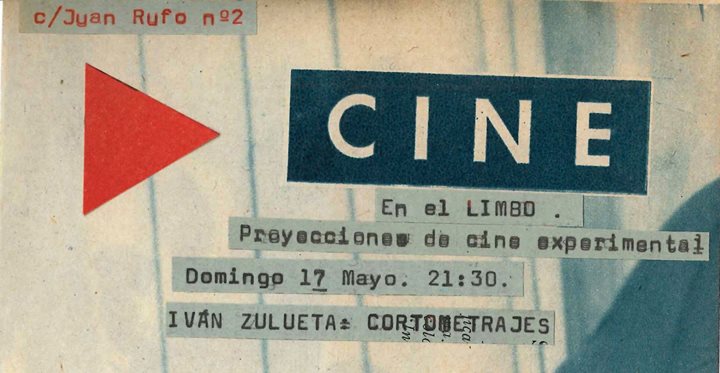 c/Juan Rufo nº2
CINE
En el LIMBO .
Proyecciones de cine experimental
Domingo 17 Mayo. 21:30.
IVÁN ZULUETA: CORTOMETRAJES